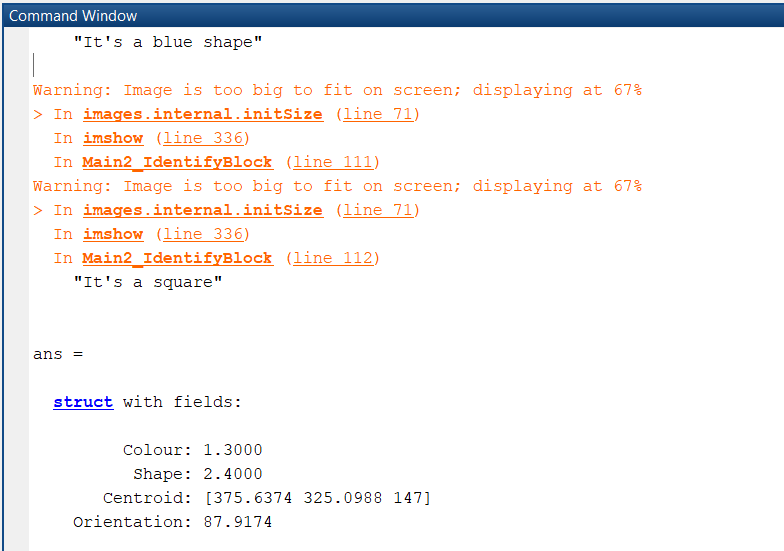 Command Window
"It's a blue shape"
Warning: Image is too big to fit on screen; displaying at 67%
> In images.internal.initSize (line 71)
In imshow (line 336)
In Main2_IdentifyBlock (line 111)
Warning: Image is too big to fit on screen; displaying at 67%
> In images.internal.initSize (line 71)
In imshow (line 336)
In Main2_IdentifyBlock (line 112)
"It's a square"
ans =
struct with fields:
Colour: 1.3000
Shape: 2.4000
Centroid: [375.6374 325.0988 147]
Orientation: 87.9174